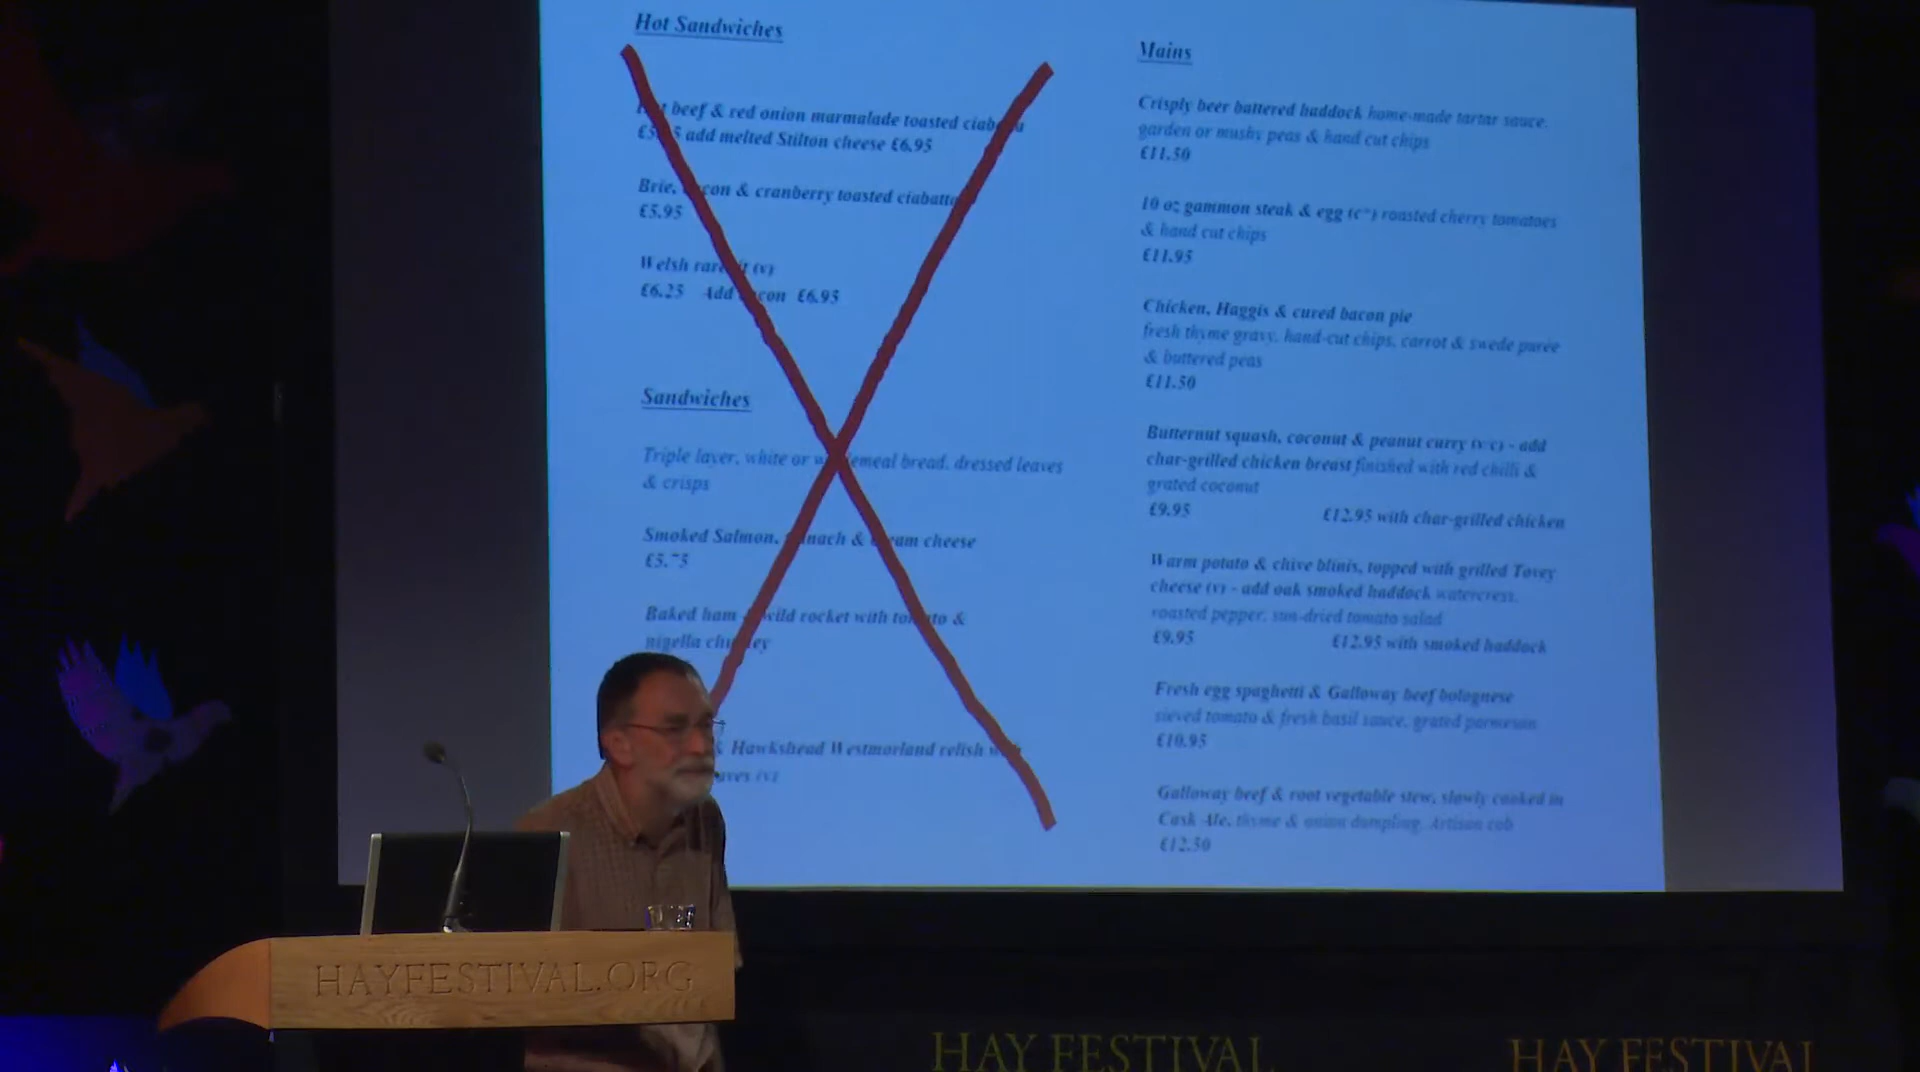 Hot Sandwiches
beef & red onion marmalade toasted
add melted Stilton cheese £6.95
Brie, & cranberry toasted ciabatta
£5.95
Welsh (v)
£6.25 Add £6.95
Sandwiches
Triple layer, white or bread, dressed leaves
& crisps
Smoked Salmon, & cheese
£5.75
Baked ham wild rocket with &
nigella
& Hawkshead Westmorland relish
(v)
Mains
Crisply beer battered haddock home-made tartar sauce,
garden or mushy peas & hand cut chips
£11.50
10 oz gammon steak & egg roasted cherry tomatoes
& hand cut chips
£11.95
Chicken, Haggis & cured bacon pie
fresh thyme gravy, hand-cut chips, carrot & swede puree
& buttered peas
£11.50
Butternut squash, coconut & peanut curry - add
char-grilled chicken breast finished with red chilli &
grated coconut
£9.95 £12.95 with char-grilled chicken
Warm potato & chive blinis, topped with grilled Tovey
cheese (v) - add oak smoked haddock watercress,
roasted pepper, sun-dried tomato salad
£9.95 £12.95 with smoked haddock
Fresh egg spaghetti & Galloway beef bolognese
sieved tomato & fresh basil sauce, grated parmesan
£10.95
Galloway beef & root vegetable stew, slowly cooked in
Cask Ale, thyme & onion dumpling, Artisan cob
£12.50
HAYFESTIVAL.ORG
HAY FESTIVAL
HAY FESTIVAL